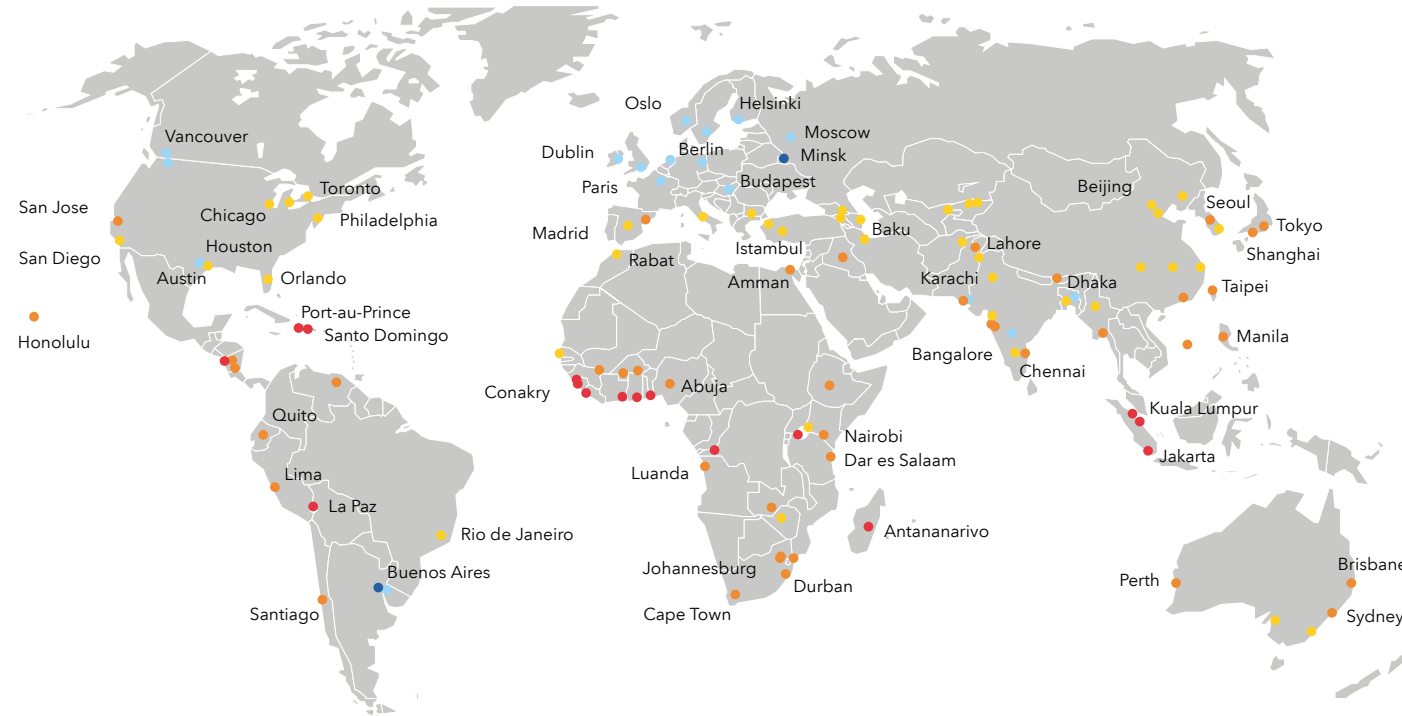 Oslo
Helsinki
Vancouver
Moscow
Dublin
Berlin
Minsk
Paris
Budapest
Toronto
Beijing
San Jose
Chicago
Philadelphia
Seoul
Tokyo
Madrid
Baku
Houston
Istambul
Lahore
San Diego
Rabat
Shanghai
Austin
Orlando
Amman
Karachi
Dhaka
Taipei
Port-au-Prince
Santo Domingo
Honolulu
Manila
Bangalore
Chennai
Conakry
Abuja
Quito
Kuala Lumpur
Nairobi
Jakarta
Dar es Salaam
Lima
Luanda
La Paz
Rio de Janeiro
Antananarivo
Buenos Aires
Johannesburg
Durban
Perth
Brisbane
Santiago
Cape Town
Sydney